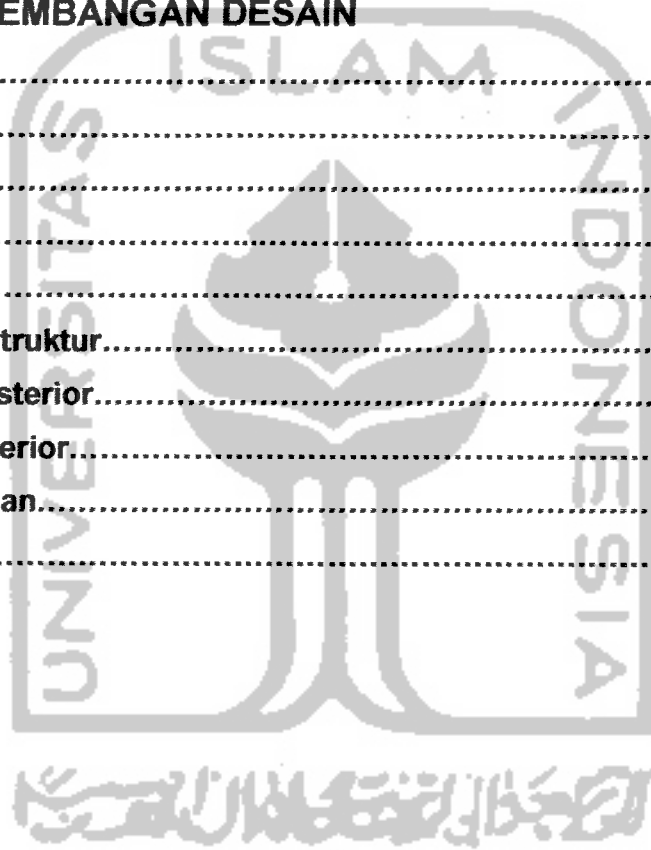 EMBANGAN DESAIN
ISLAM
UNIVERSITAS
INDONESIA
..........
..........
..........
..........
..........
truktur..........
sterior..........
erior..........
an..........
..........